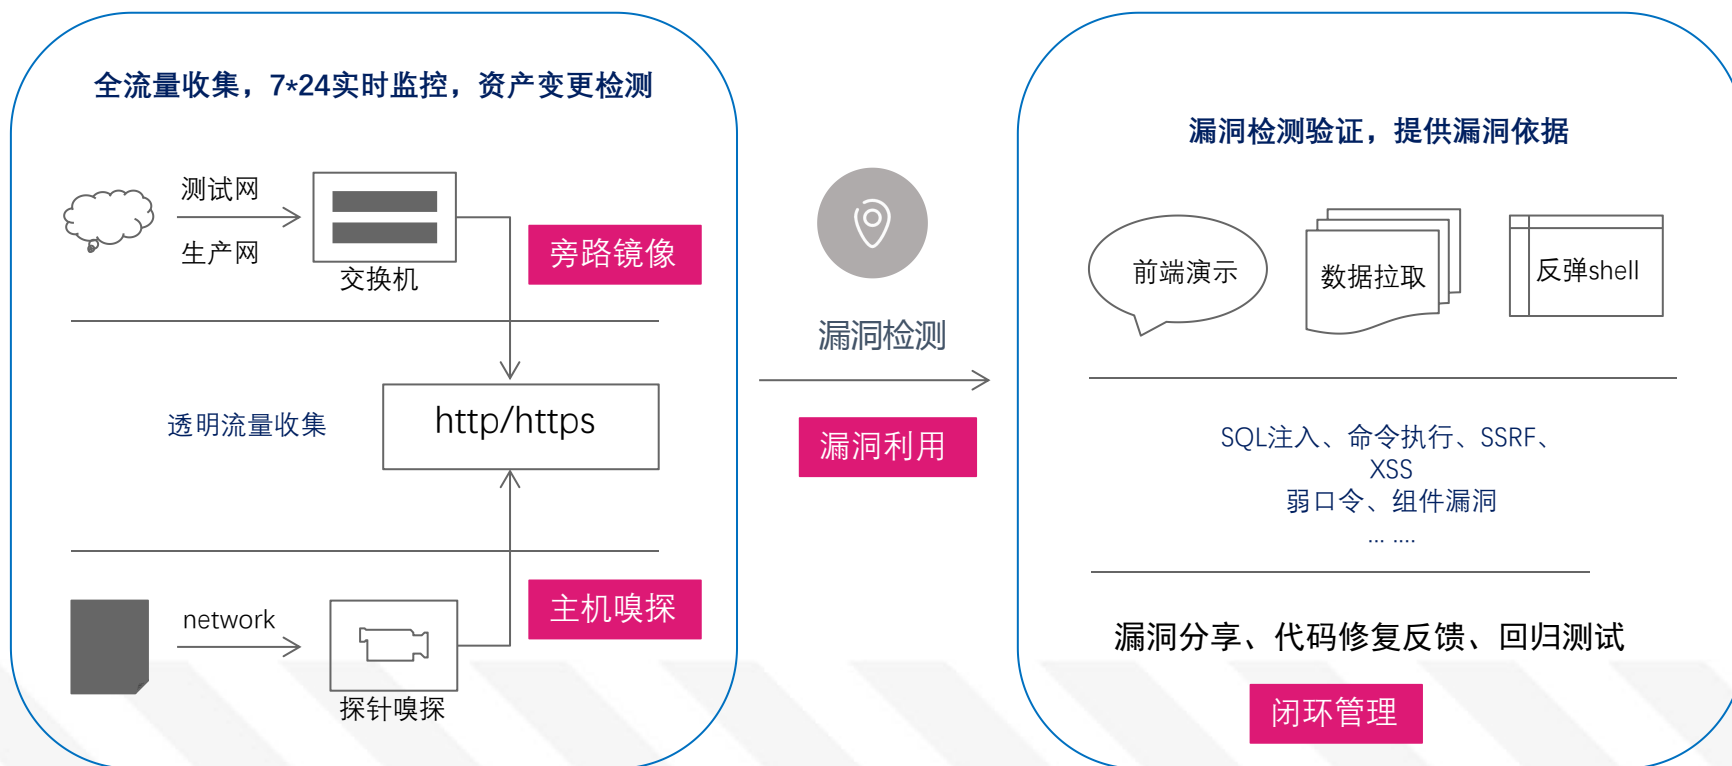 全流量收集，7*24实时监控，资产变更检测
测试网
生产网
交换机
旁路镜像
透明流量收集
http/https
network
探针嗅探
主机嗅探
漏洞检测
漏洞利用
漏洞检测验证，提供漏洞依据
前端演示
数据拉取
反弹shell
SQL注入、命令执行、SSRF、
XSS
弱口令、组件漏洞
... ....
漏洞分享、代码修复反馈、回归测试
闭环管理